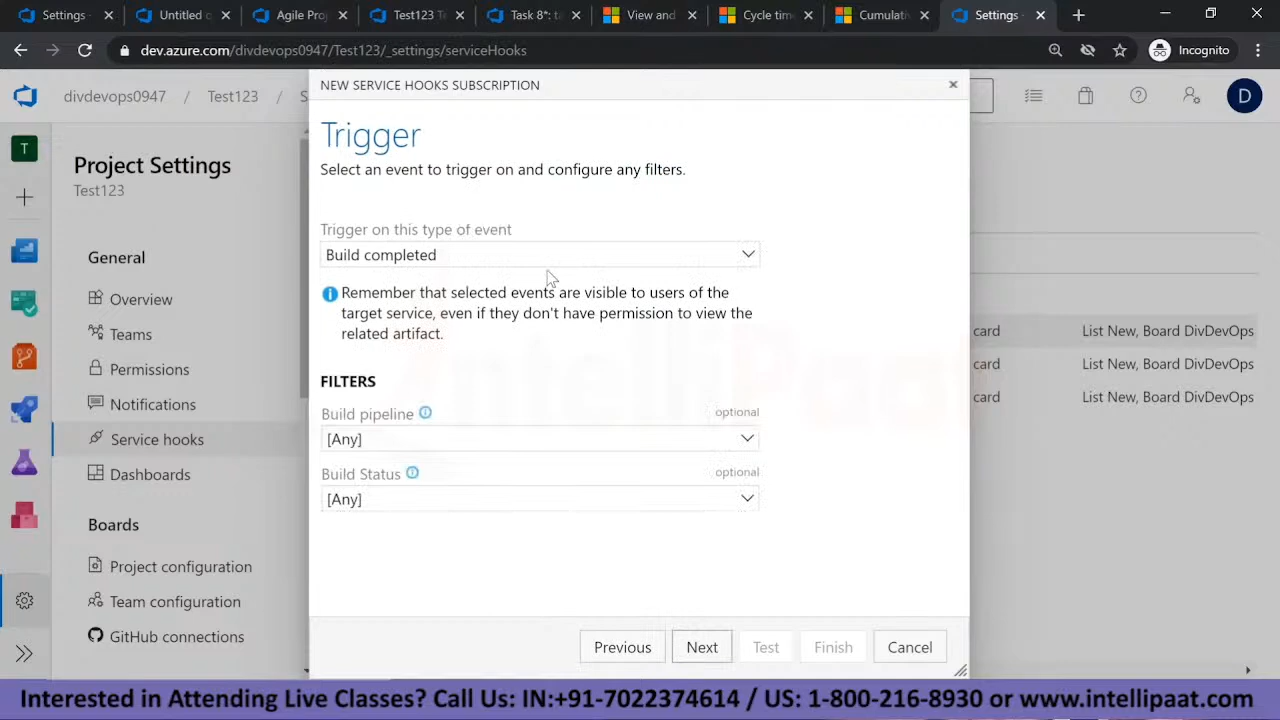 Settings -
Untitled
Agile Pro
Test123 T
Task 8*: te
View and
Cycle time
Cumulativ
Settings
dev.azure.com/divdevops0947/Test123/_settings/serviceHooks
Incognito
divdevops0947 / Test123 / S
D
T
Project Settings
Test123
General
Overview
Teams
Permissions
Notifications
Service hooks
Dashboards
Boards
Project configuration
Team configuration
GitHub connections
NEW SERVICE HOOKS SUBSCRIPTION
Trigger
Select an event to trigger on and configure any filters.
Trigger on this type of event
Build completed
Remember that selected events are visible to users of the
target service, even if they don't have permission to view the
related artifact.
FILTERS
Build pipeline
optional
[Any]
Build Status
optional
[Any]
Previous
Next
Test
Finish
Cancel
card List New, Board DivDevOps
card List New, Board DivDevOps
card List New, Board DivDevOps
IntelliPaat
Interested in Attending Live Classes? Call Us: IN:+91-7022374614 / US: 1-800-216-8930 or www.intellipaat.com